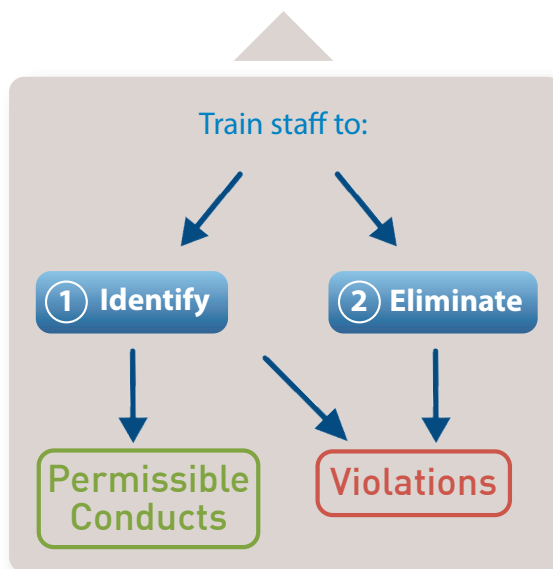 Train staff to:
1 Identify
2 Eliminate
Permissible
Conducts
Violations